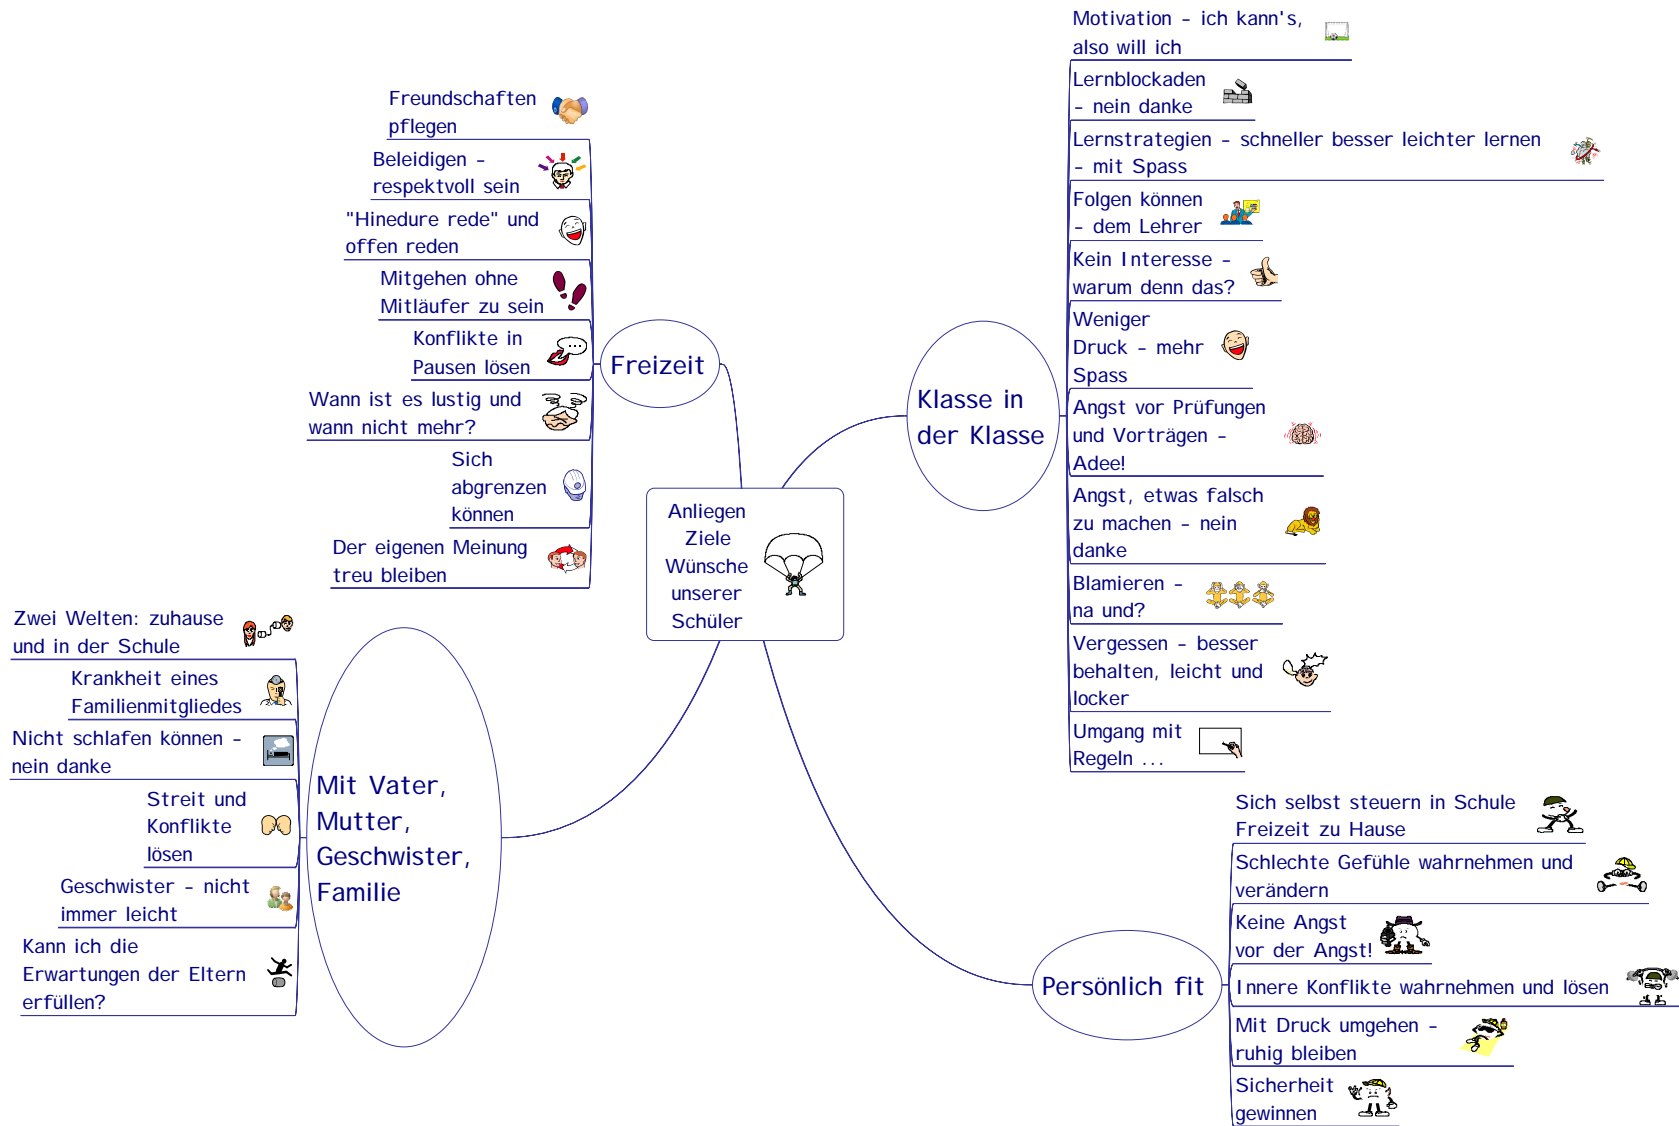 Anliegen
Ziele
Wünsche
unserer
Schüler
Klasse in
der Klasse
Motivation - ich kann's,
also will ich
Lernblockaden
- nein danke
Lernstrategien - schneller besser leichter lernen
- mit Spass
Folgen können
- dem Lehrer
Kein Interesse -
warum denn das?
Weniger
Druck - mehr
Spass
Angst vor Prüfungen
und Vorträgen -
Adee!
Angst, etwas falsch
zu machen - nein
danke
Blamieren -
na und?
Vergessen - besser
behalten, leicht und
locker
Umgang mit
Regeln ...
Persönlich fit
Sich selbst steuern in Schule
Freizeit zu Hause
Schlechte Gefühle wahrnehmen und
verändern
Keine Angst
vor der Angst!
Innere Konflikte wahrnehmen und lösen
Mit Druck umgehen -
ruhig bleiben
Sicherheit
gewinnen
Mit Vater,
Mutter,
Geschwister,
Familie
Zwei Welten: zuhause
und in der Schule
Krankheit eines
Familienmitgliedes
Nicht schlafen können -
nein danke
Streit und
Konflikte
lösen
Geschwister - nicht
immer leicht
Kann ich die
Erwartungen der Eltern
erfüllen?
Freizeit
Freundschaften
pflegen
Beleidigen -
respektvoll sein
"Hinedure rede" und
offen reden
Mitgehen ohne
Mitläufer zu sein
Konflikte in
Pausen lösen
Wann ist es lustig und
wann nicht mehr?
Sich
abgrenzen
können
Der eigenen Meinung
treu bleiben